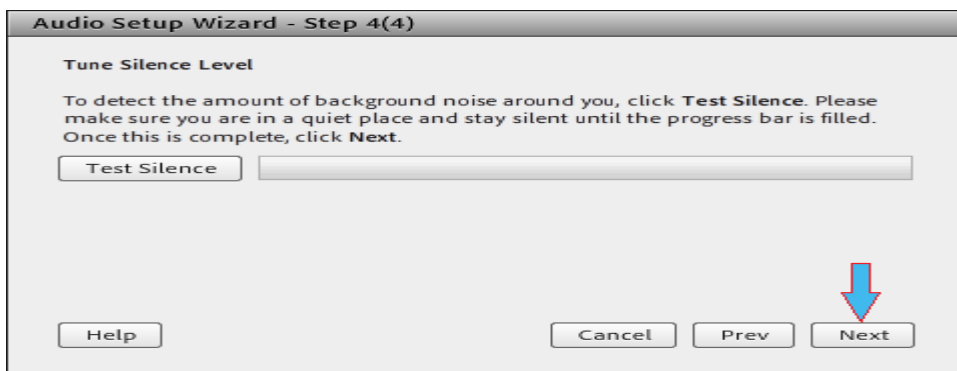 Audio Setup Wizard - Step 4(4)
Tune Silence Level
To detect the amount of background noise around you, click Test Silence. Please
make sure you are in a quiet place and stay silent until the progress bar is filled.
Once this is complete, click Next.
Test Silence
Help Cancel Prev Next